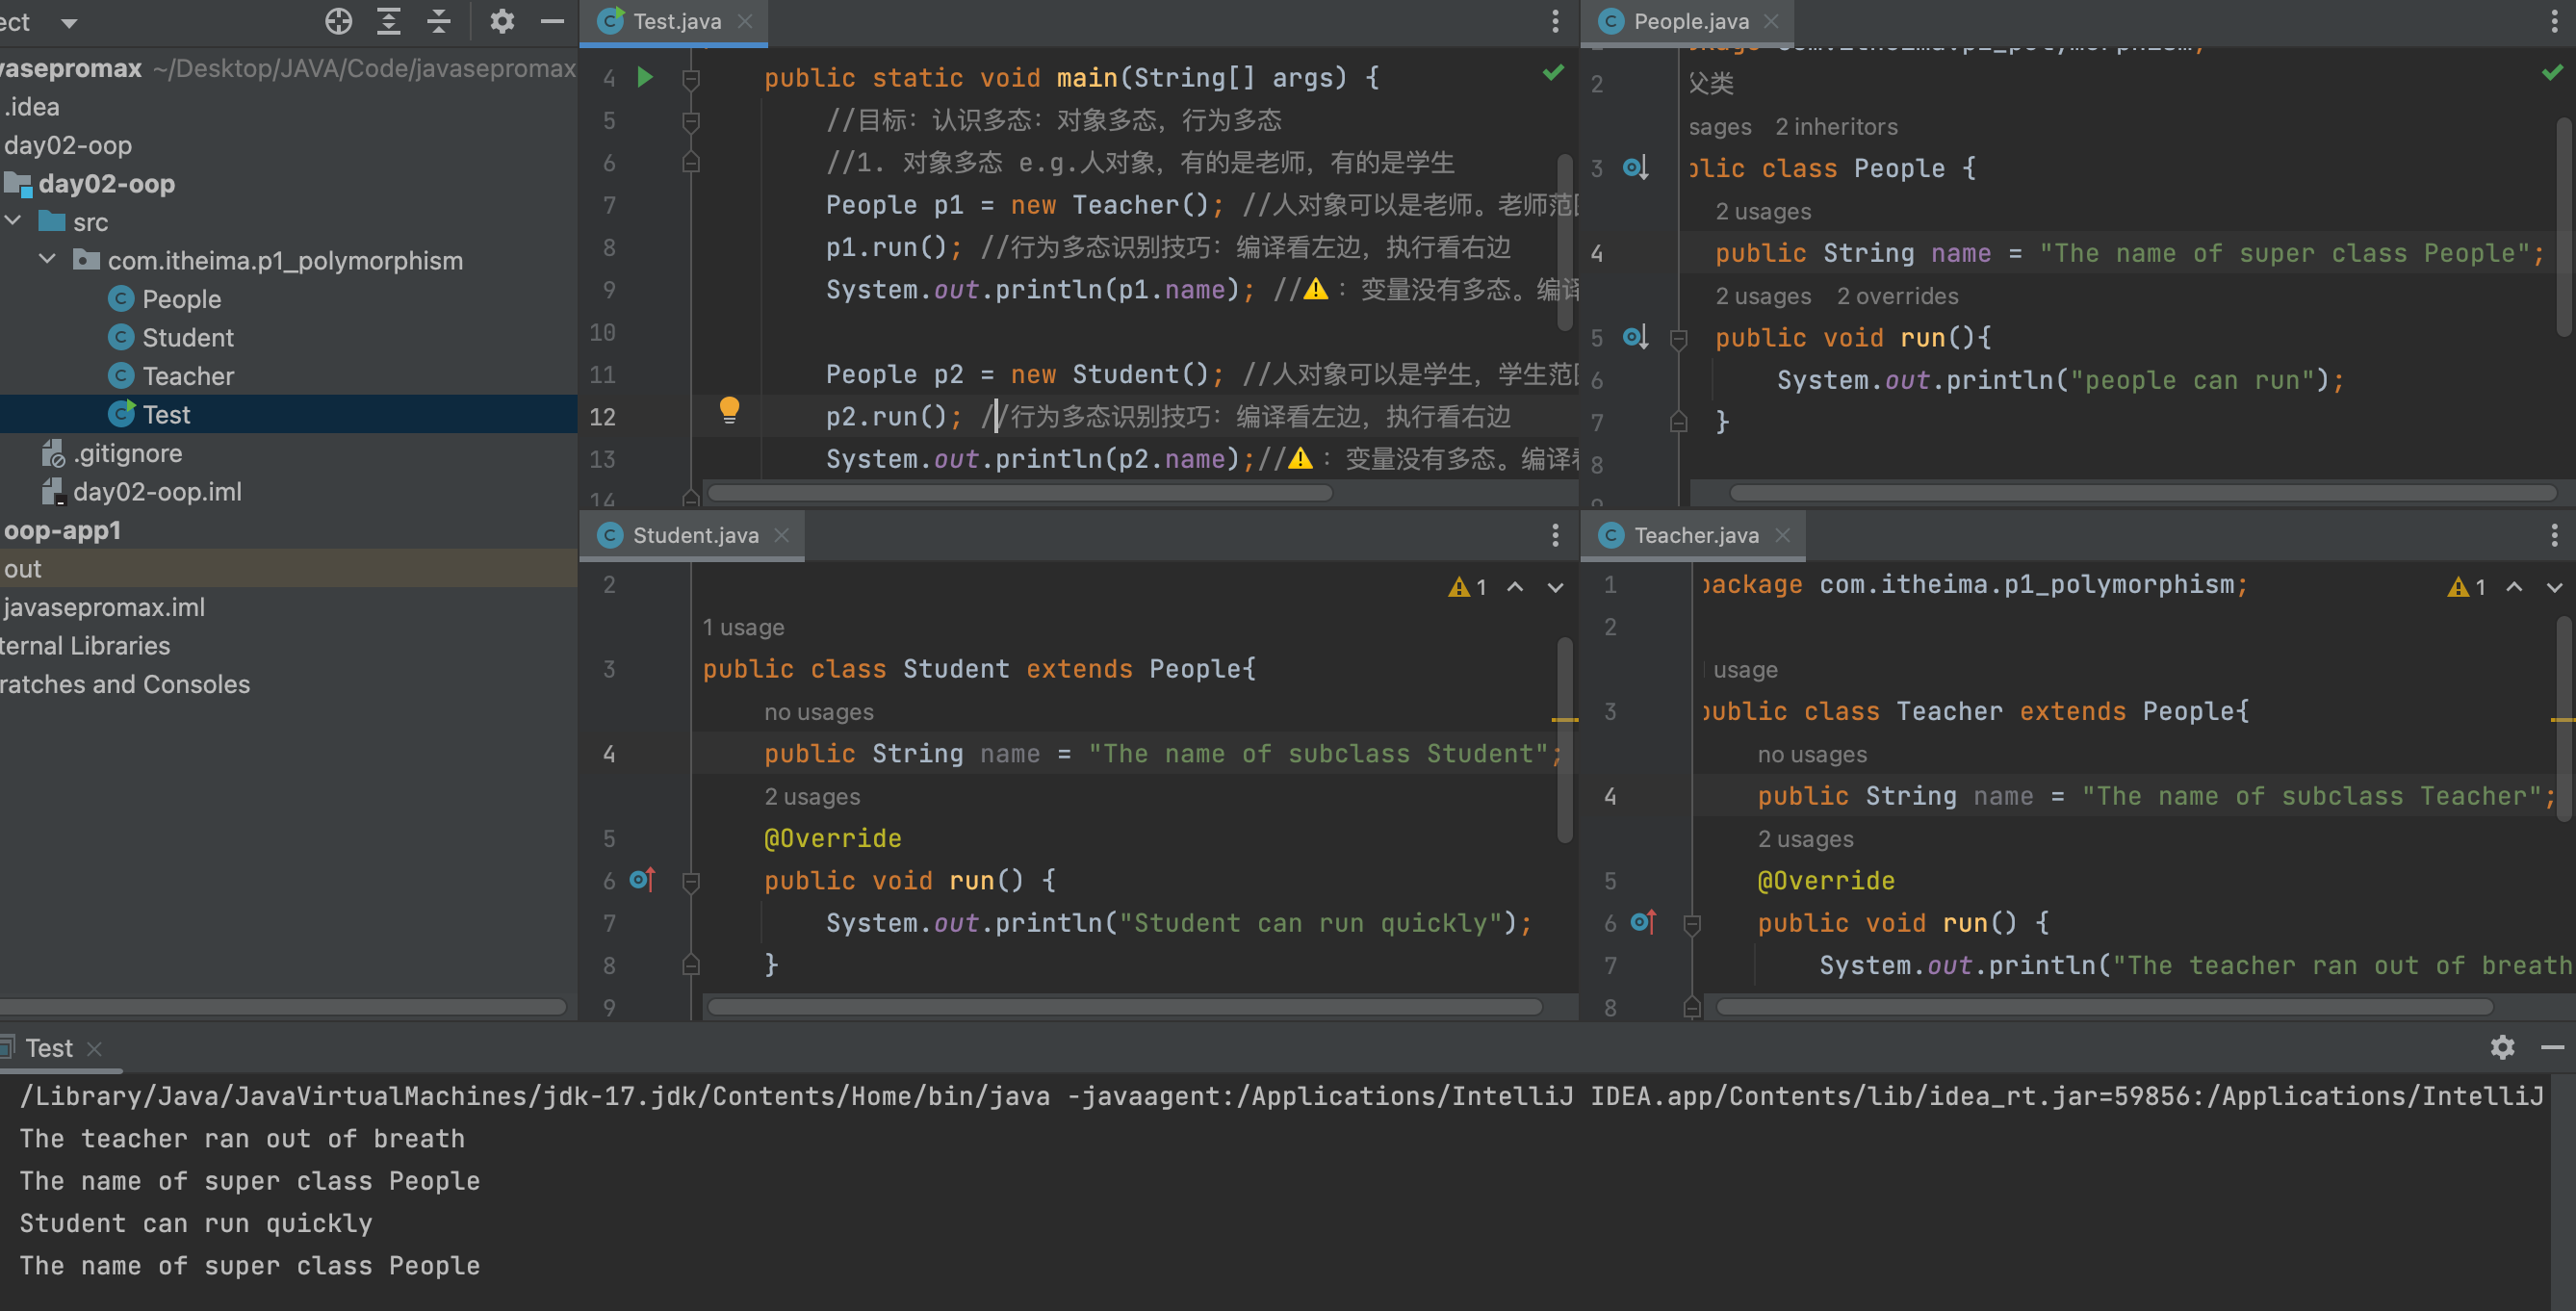 ect
vasepromax ~/Desktop/JAVA/Code/javasepromax
.idea
day02-oop
day02-oop
src
com.itheima.p1_polymorphism
People
Student
Teacher
Test
.gitignore
day02-oop.iml
oop-app1
out
javasepromax.iml
ternal Libraries
ratches and Consoles
Test.java
4 public static void main(String[] args) {
5 //目标：认识多态：对象多态，行为多态
6 //1. 对象多态 e.g.人对象，有的是老师，有的是学生
7 People p1 = new Teacher(); //人对象可以是老师。老师范
8 p1.run(); //行为多态识别技巧：编译看左边，执行看右边
9 System.out.println(p1.name); //⚠️：变量没有多态。编译
10
11 People p2 = new Student(); //人对象可以是学生，学生范
12 p2.run(); //行为多态识别技巧：编译看左边，执行看右边
13 System.out.println(p2.name);//⚠️：变量没有多态。编译
14
People.java
kage com.itheima.p1_polymorphism;
2 父类
sages 2 inheritors
3 blic class People {
2 usages
4 public String name = "The name of super class People";
2 usages 2 overrides
5 public void run(){
6 System.out.println("people can run");
7 }
8
Student.java
2
1
1 usage
3 public class Student extends People{
no usages
4 public String name = "The name of subclass Student";
2 usages
5 @Override
6 public void run() {
7 System.out.println("Student can run quickly");
8 }
9
Teacher.java
1 package com.itheima.p1_polymorphism;
1
2
usage
3 public class Teacher extends People{
no usages
4 public String name = "The name of subclass Teacher";
2 usages
5 @Override
6 public void run() {
7 System.out.println("The teacher ran out of breath
8
Test
/Library/Java/JavaVirtualMachines/jdk-17.jdk/Contents/Home/bin/java -javaagent:/Applications/IntelliJ IDEA.app/Contents/lib/idea_rt.jar=59856:/Applications/IntelliJ
The teacher ran out of breath
The name of super class People
Student can run quickly
The name of super class People